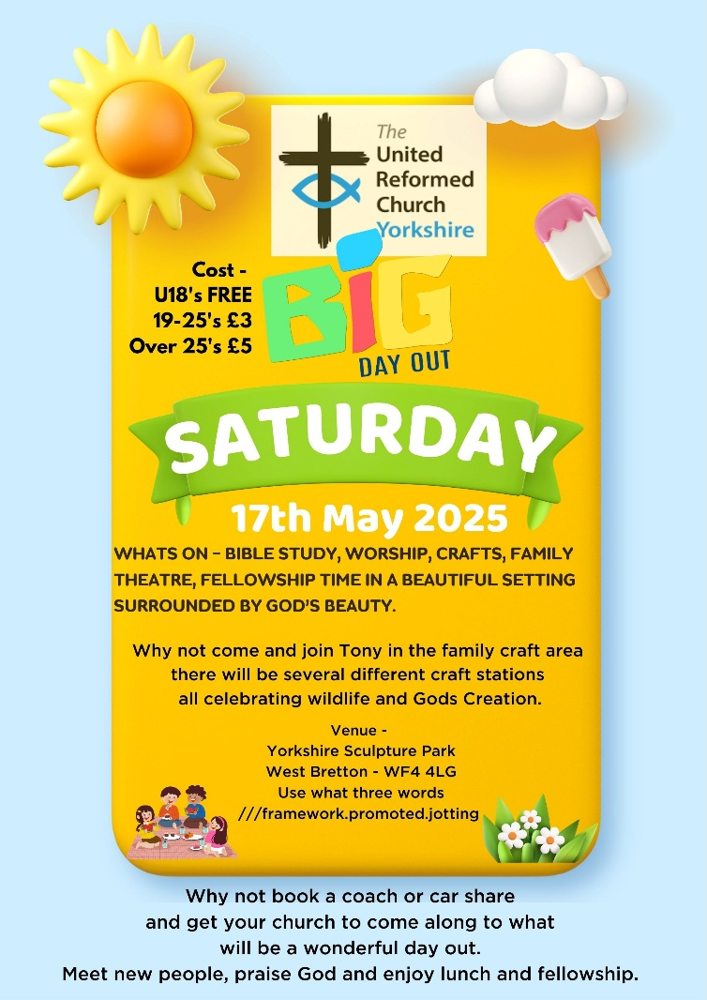 The
United
Reformed
Church
Yorkshire
Cost -
U18's FREE
19-25's £3
Over 25's £5
BiG
DAY OUT
SATURDAY
17th May 2025
WHATS ON – BIBLE STUDY, WORSHIP, CRAFTS, FAMILY
THEATRE, FELLOWSHIP TIME IN A BEAUTIFUL SETTING
SURROUNDED BY GOD'S BEAUTY.
Why not come and join Tony in the family craft area
there will be several different craft stations
all celebrating wildlife and Gods Creation.
Venue -
Yorkshire Sculpture Park
West Bretton - WF4 4LG
Use what three words
///framework.promoted.jotting
Why not book a coach or car share
and get your church to come along to what
will be a wonderful day out.
Meet new people, praise God and enjoy lunch and fellowship.